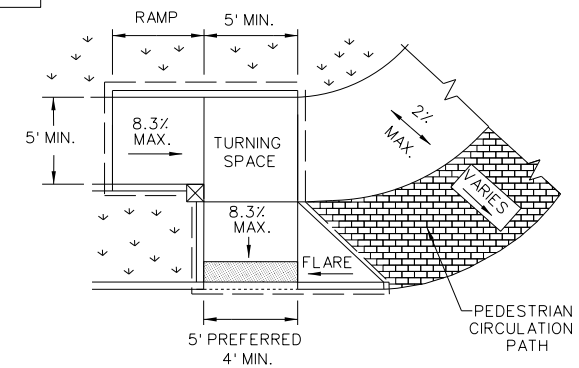 RAMP
5' MIN.
5' MIN.
8.3%
MAX.
TURNING
SPACE
2%
MAX.
VARIES
8.3%
MAX.
FLARE
PEDESTRIAN
CIRCULATION
PATH
5' PREFERRED
4' MIN.